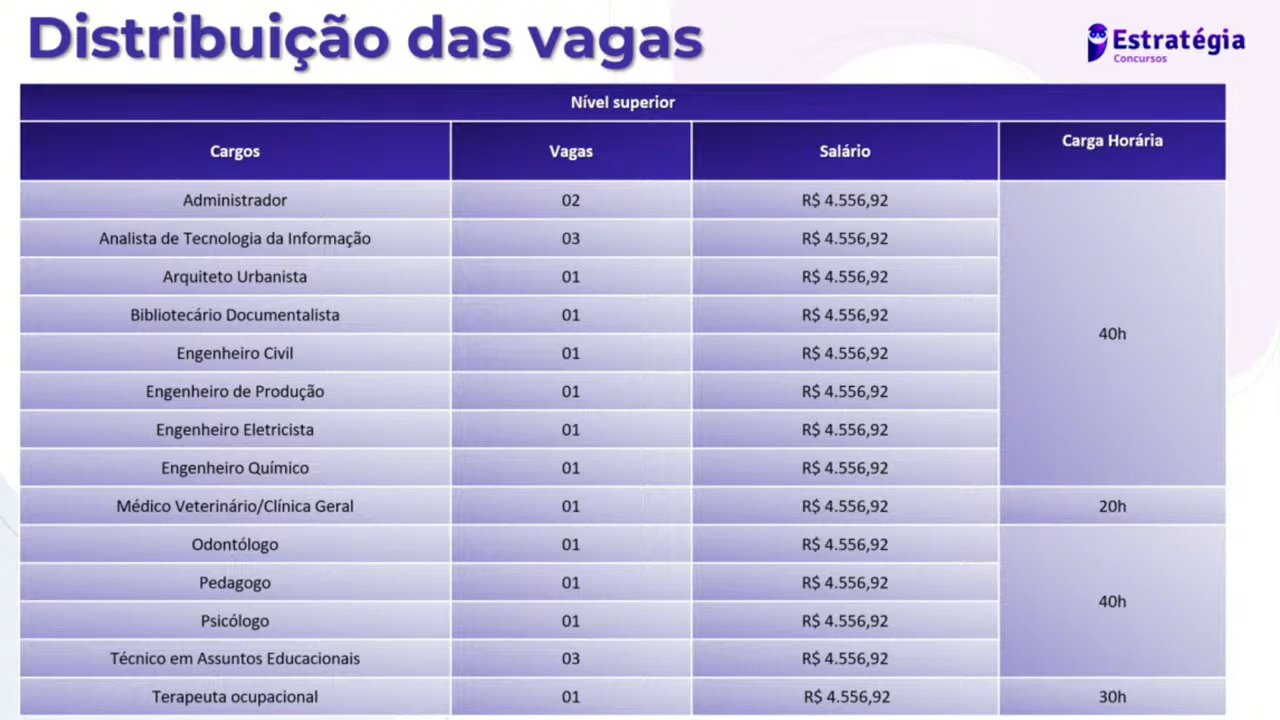 Distribuição das vagas
Estratégia
Concursos
Nível superior
Cargos Vagas Salário Carga Horária
Administrador 02 R$ 4.556,92
Analista de Tecnologia da Informação 03 R$ 4.556,92
Arquiteto Urbanista 01 R$ 4.556,92
Bibliotecário Documentalista 01 R$ 4.556,92
40h
Engenheiro Civil 01 R$ 4.556,92
Engenheiro de Produção 01 R$ 4.556,92
Engenheiro Eletricista 01 R$ 4.556,92
Engenheiro Químico 01 R$ 4.556,92
Médico Veterinário/Clínica Geral 01 R$ 4.556,92 20h
Odontólogo 01 R$ 4.556,92
Pedagogo 01 R$ 4.556,92
40h
Psicólogo 01 R$ 4.556,92
Técnico em Assuntos Educacionais 03 R$ 4.556,92
Terapeuta ocupacional 01 R$ 4.556,92 30h